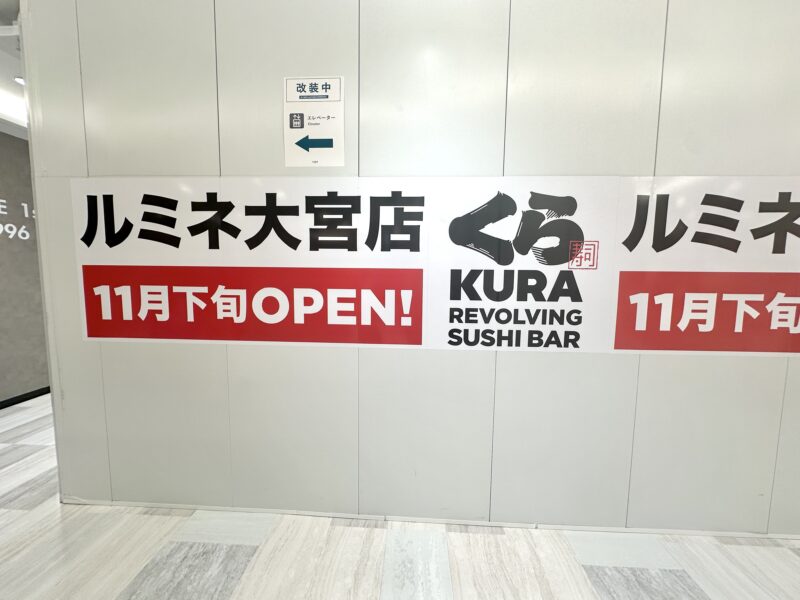 改装中
エレベーター
Elevator
ルミネ大宮店
11月下旬OPEN!
くら
寿司
KURA
REVOLVING
SUSHI BAR
ルミネ
11月下旬
996